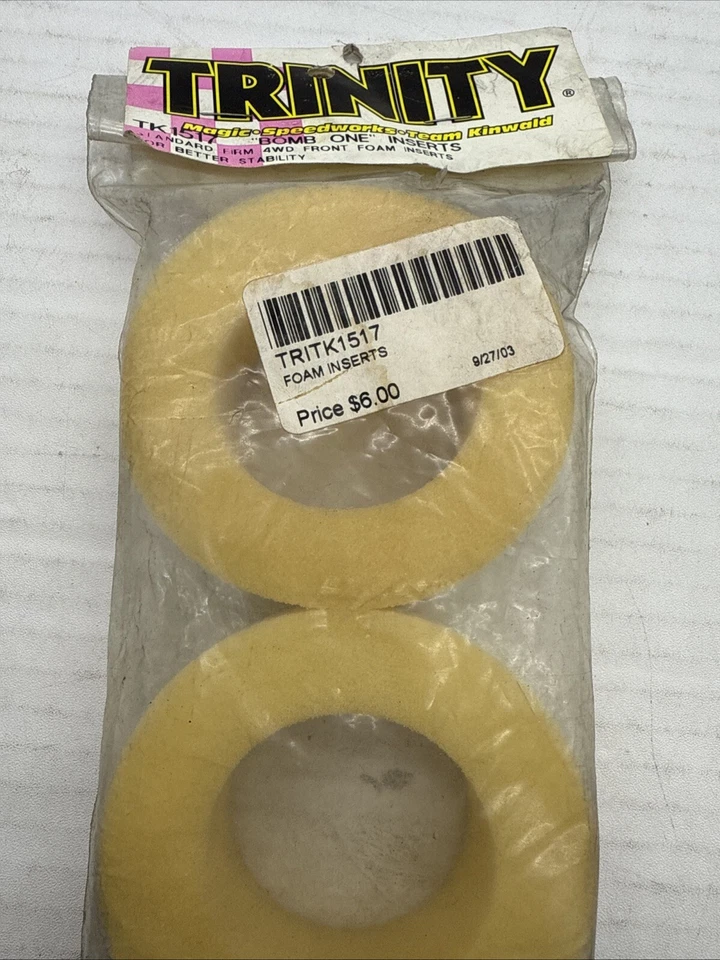 TRINITY®
Magic•Speedworks•Team Kinwald
TK1517 "BOMB ONE" INSERTS
STANDARD FIRM 4WD FRONT FOAM INSERTS
FOR BETTER STABILITY
TRITK1517
FOAM INSERTS 9/27/03
Price $6.00